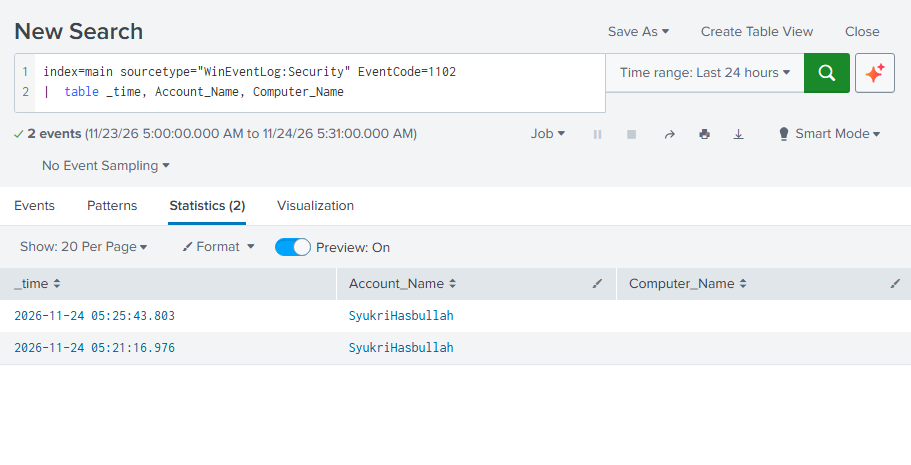 New Search
Save As Create Table View Close
1 index=main sourcetype="WinEventLog:Security" EventCode=1102
2 | table _time, Account_Name, Computer_Name
Time range: Last 24 hours
2 events (11/23/26 5:00:00.000 AM to 11/24/26 5:31:00.000 AM)
Job Smart Mode
No Event Sampling
Events Patterns Statistics (2) Visualization
Show: 20 Per Page Format Preview: On
_time Account_Name Computer_Name
2026-11-24 05:25:43.803 SyukriHasbullah
2026-11-24 05:21:16.976 SyukriHasbullah